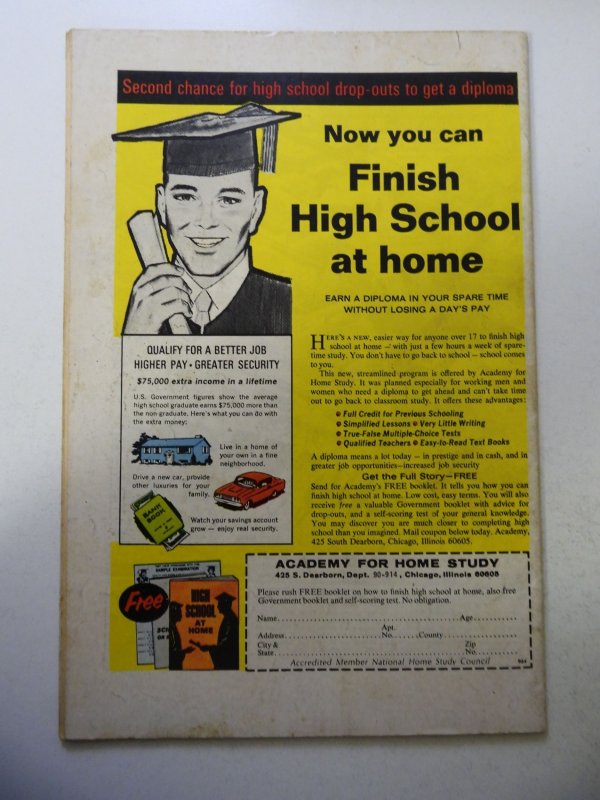 Second chance for high school drop-outs to get a diploma
Now you can
Finish
High School
at home
EARN A DIPLOMA IN YOUR SPARE TIME
WITHOUT LOSING A DAY'S PAY
HERE'S A NEW, easier way for anyone over 17 to finish high
school at home — with just a few hours a week of spare-
time study. You don't have to go back to school — school comes
to you.
This new, streamlined program is offered by Academy for
Home Study. It was planned especially for working men and
women who need a diploma to get ahead and can't take time
out to go back to classroom study. It offers these advantages:
• Full Credit for Previous Schooling
• Simplified Lessons • Very Little Writing
• True-False Multiple-Choice Tests
• Qualified Teachers • Easy-to-Read Text Books
A diploma means a lot today – in prestige and in cash, and in
greater job opportunities—increased job security
Get the Full Story—FREE
Send for Academy's FREE booklet. It tells you how you can
finish high school at home. Low cost, easy terms. You will also
receive free a valuable Government booklet with advice for
drop-outs, and a self-scoring test of your general knowledge.
You may discover you are much closer to completing high
school than you imagined. Mail coupon below today. Academy,
425 South Dearborn, Chicago, Illinois 60605.
QUALIFY FOR A BETTER JOB
HIGHER PAY • GREATER SECURITY
$75,000 extra income in a lifetime
U.S. Government figures show the average
high school graduate earns $75,000 more than
the non-graduate. Here's what you can do with
the extra money:
Live in a home of
your own in a fine
neighborhood.
Drive a new car, provide
other luxuries for your
family.
BANK
BOOK
Watch your savings account
grow — enjoy real security.
SAMPLE EXAMINATION
Free
HIGH
SCHOOL
AT
HOME
ACADEMY FOR HOME STUDY
425 S. Dearborn, Dept. 90-914, Chicago, Illinois 60605
Please rush FREE booklet on how to finish high school at home, also free
Government booklet and self-scoring test. No obligation.
Name Age
Apt.
Address No. County
City & Zip
State No.
Accredited Member National Home Study Council